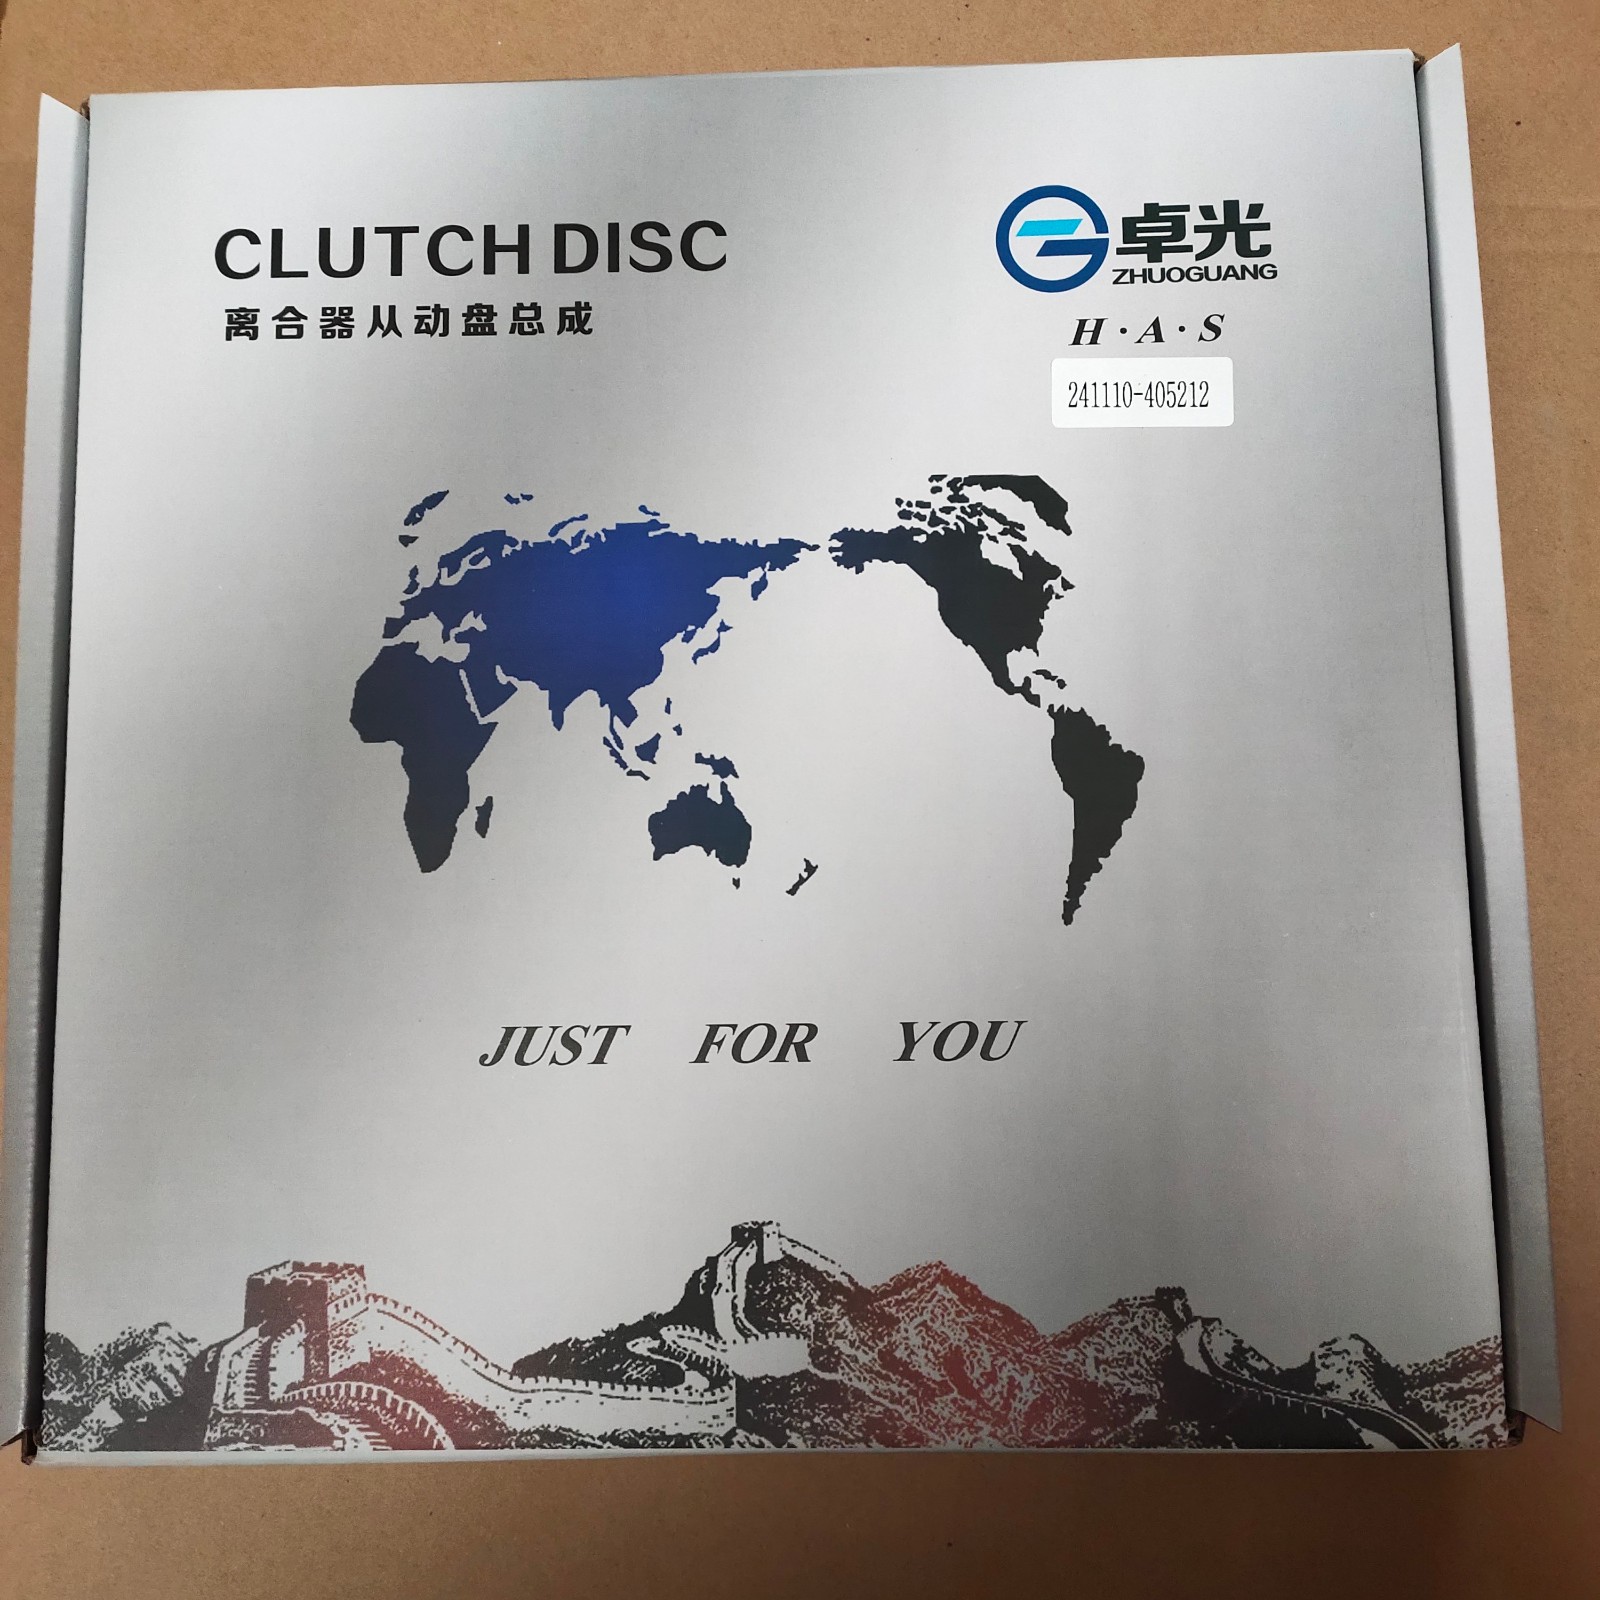 CLUTCH DISC
离合器从动盘总成
卓光
ZHUOGUANG
H·A·S
241110-405212
JUST FOR YOU